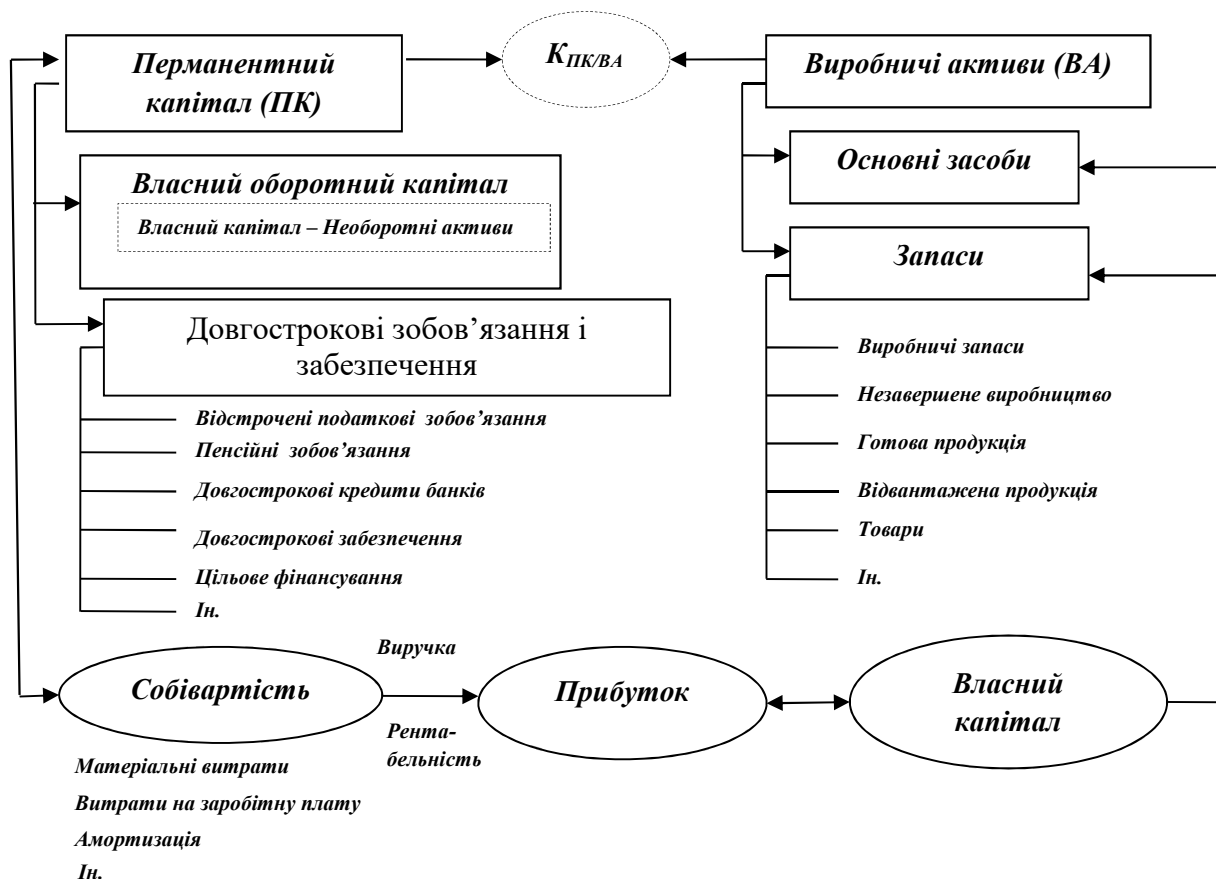 Перманентний
капітал (ПК)
К ПК/ВА
Виробничі активи (ВА)
Власний оборотний капітал
Власний капітал – Необоротні активи
Основні засоби
Запаси
Довгострокові зобов’язання і
забезпечення
Відстрочені податкові зобов’язання
Пенсійні зобов’язання
Довгострокові кредити банків
Довгострокові забезпечення
Цільове фінансування
Ін.
Виробничі запаси
Незавершене виробництво
Готова продукція
Відвантажена продукція
Товари
Ін.
Собівартість
Виручка
Рента-
бельність
Прибуток
Власний
капітал
Матеріальні витрати
Витрати на заробітну плату
Амортизація
Ін.